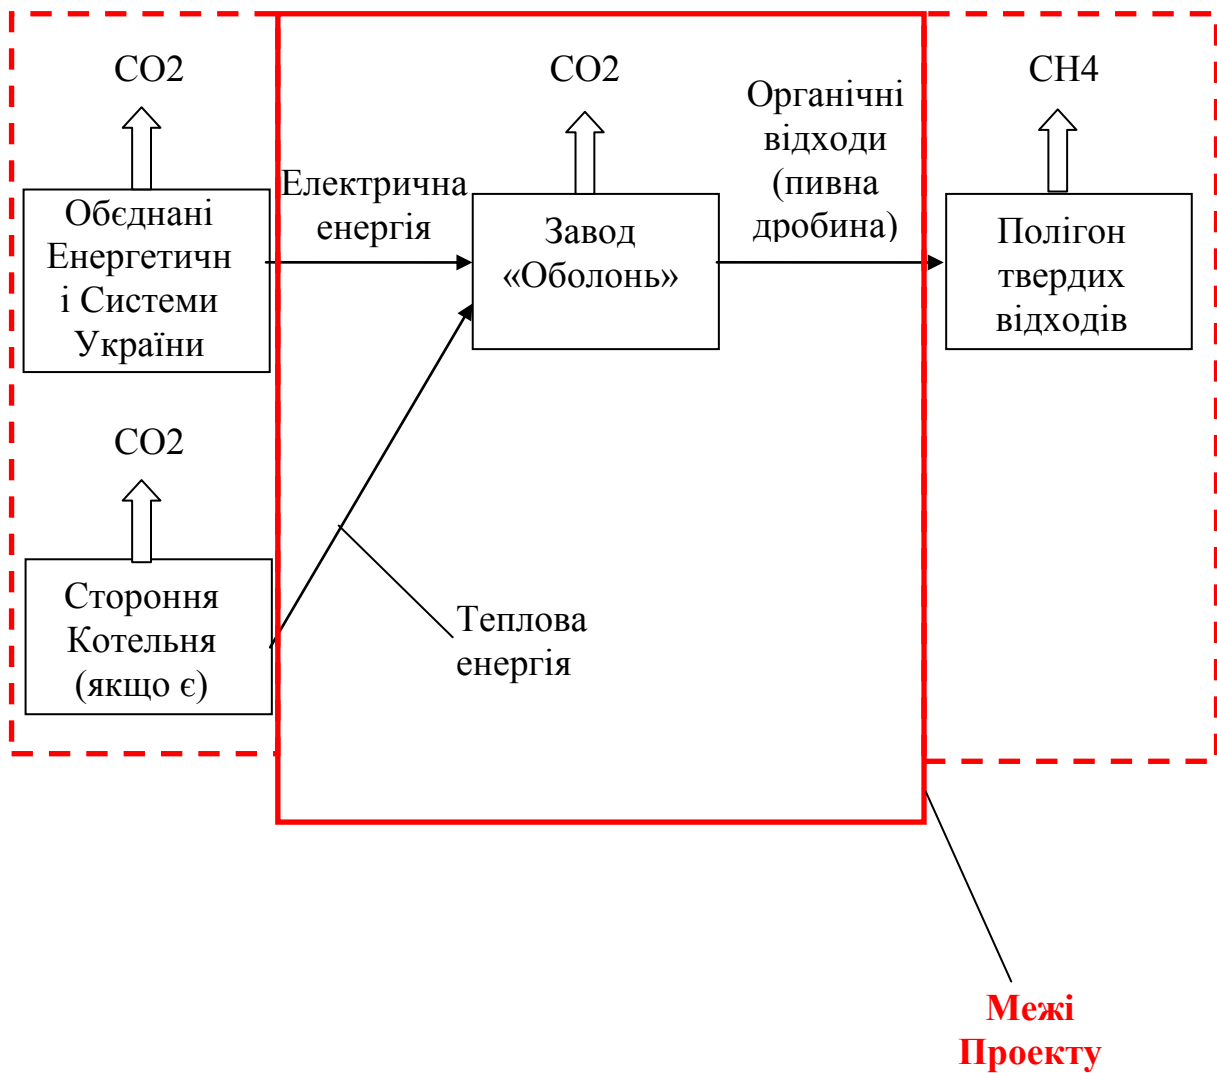 CO2
CO2
CH4
Органічні
відходи
(пивна
дробина)
Електрична
енергія
Обєднані
Енергетичн
і Системи
України
Завод
«Оболонь»
Полігон
твердих
відходів
CO2
Стороння
Котельня
(якщо є)
Теплова
енергія
Межі
Проекту